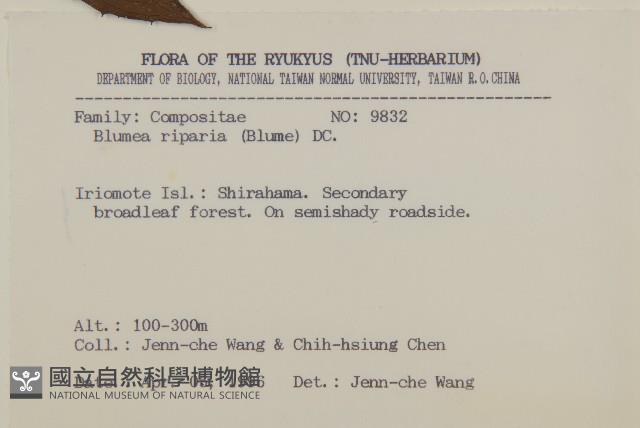 FLORA OF THE RYUKYUS (TNU-HERBARIUM)
DEPARTMENT OF BIOLOGY, NATIONAL TAIWAN NORMAL UNIVERSITY, TAIWAN R.O.CHINA
Family: Compositae NO: 9832
Blumea riparia (Blume) DC.
Iriomote Isl.: Shirahama. Secondary
broadleaf forest. On semishady roadside.
Alt.: 100-300m
Coll.: Jenn-che Wang & Chih-hsiung Chen
Date: Apr. 1996 Det.: Jenn-che Wang
國立自然科學博物館
NATIONAL MUSEUM OF NATURAL SCIENCE